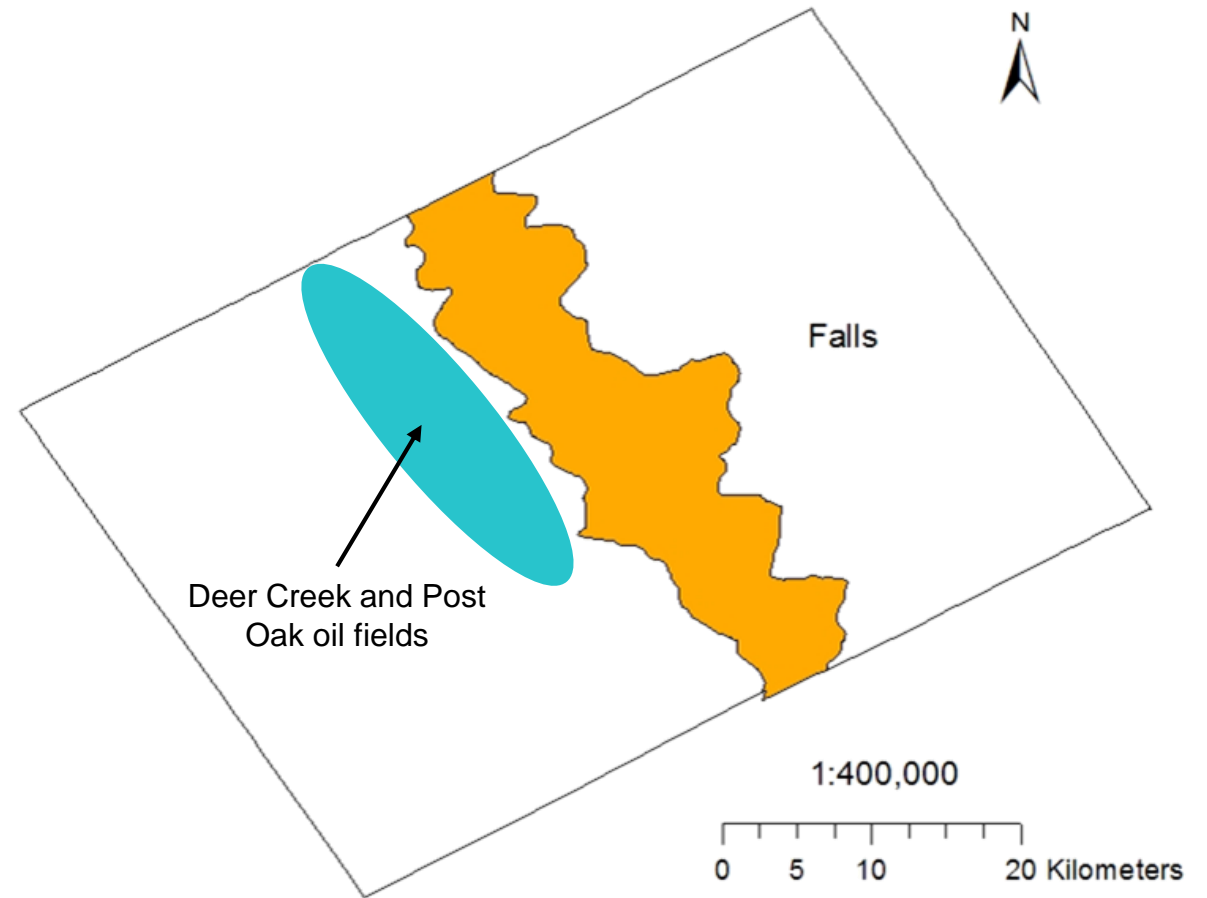 N
Falls
Deer Creek and Post
Oak oil fields
1:400,000
0 5 10 20 Kilometers